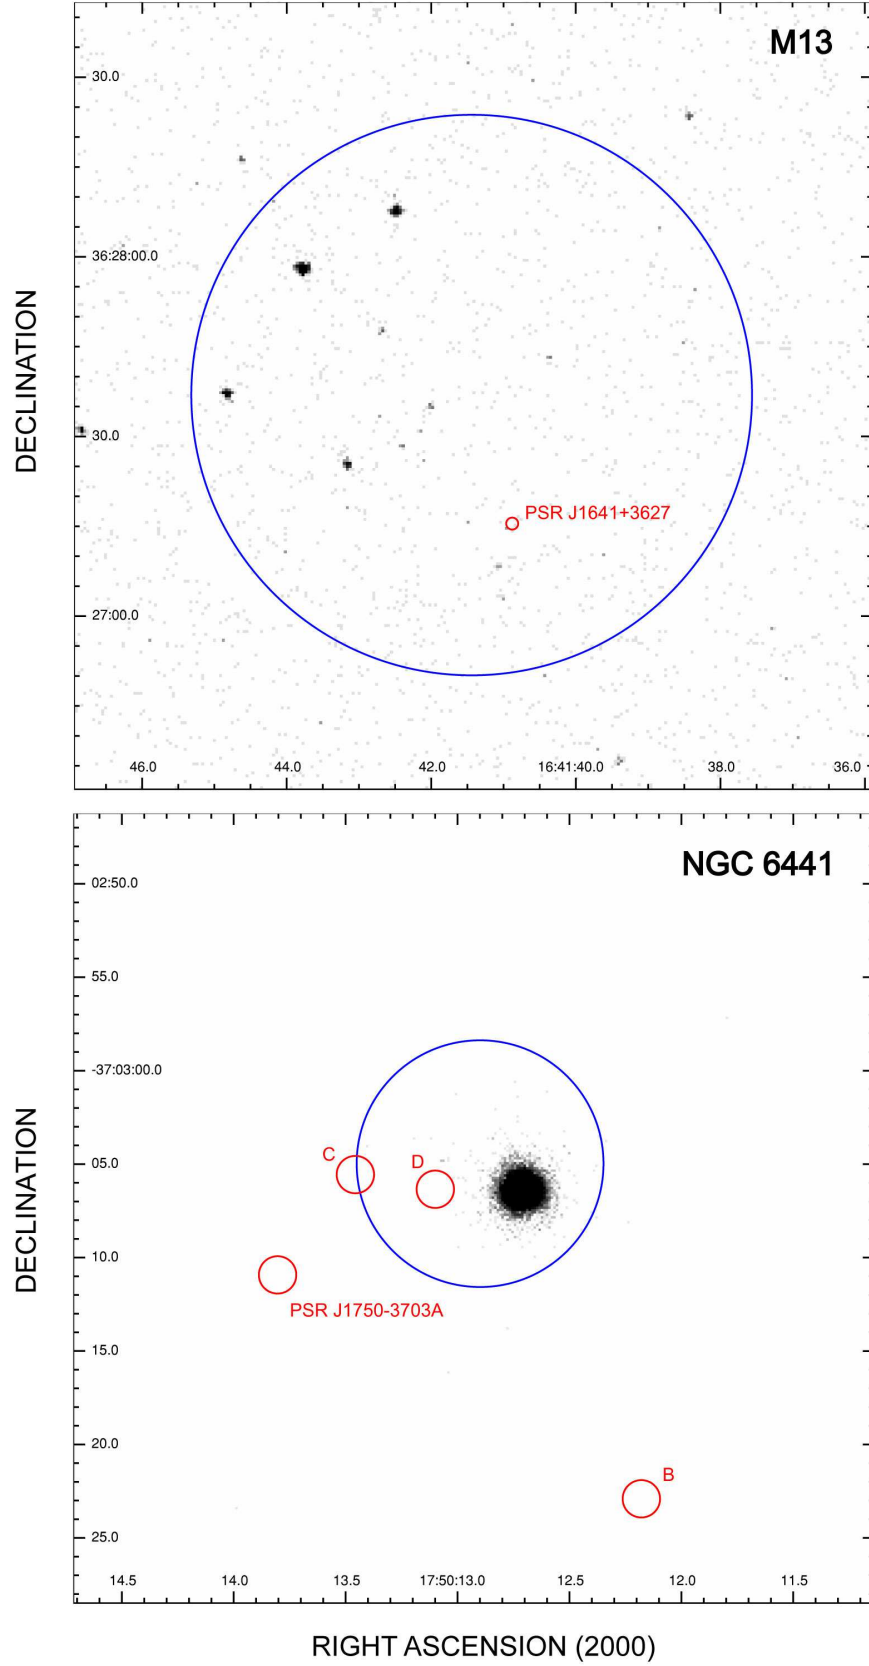 M13
30.0
36:28:00.0
DECLINATION
30.0
PSR J1641+3627
27:00.0
46.0 44.0 42.0 16:41:40.0 38.0 36.0
NGC 6441
02:50.0
55.0
-37:03:00.0
DECLINATION
C
D
05.0
10.0
PSR J1750-3703A
15.0
20.0
B
25.0
14.5 14.0 13.5 17:50:13.0 12.5 12.0 11.5
RIGHT ASCENSION (2000)